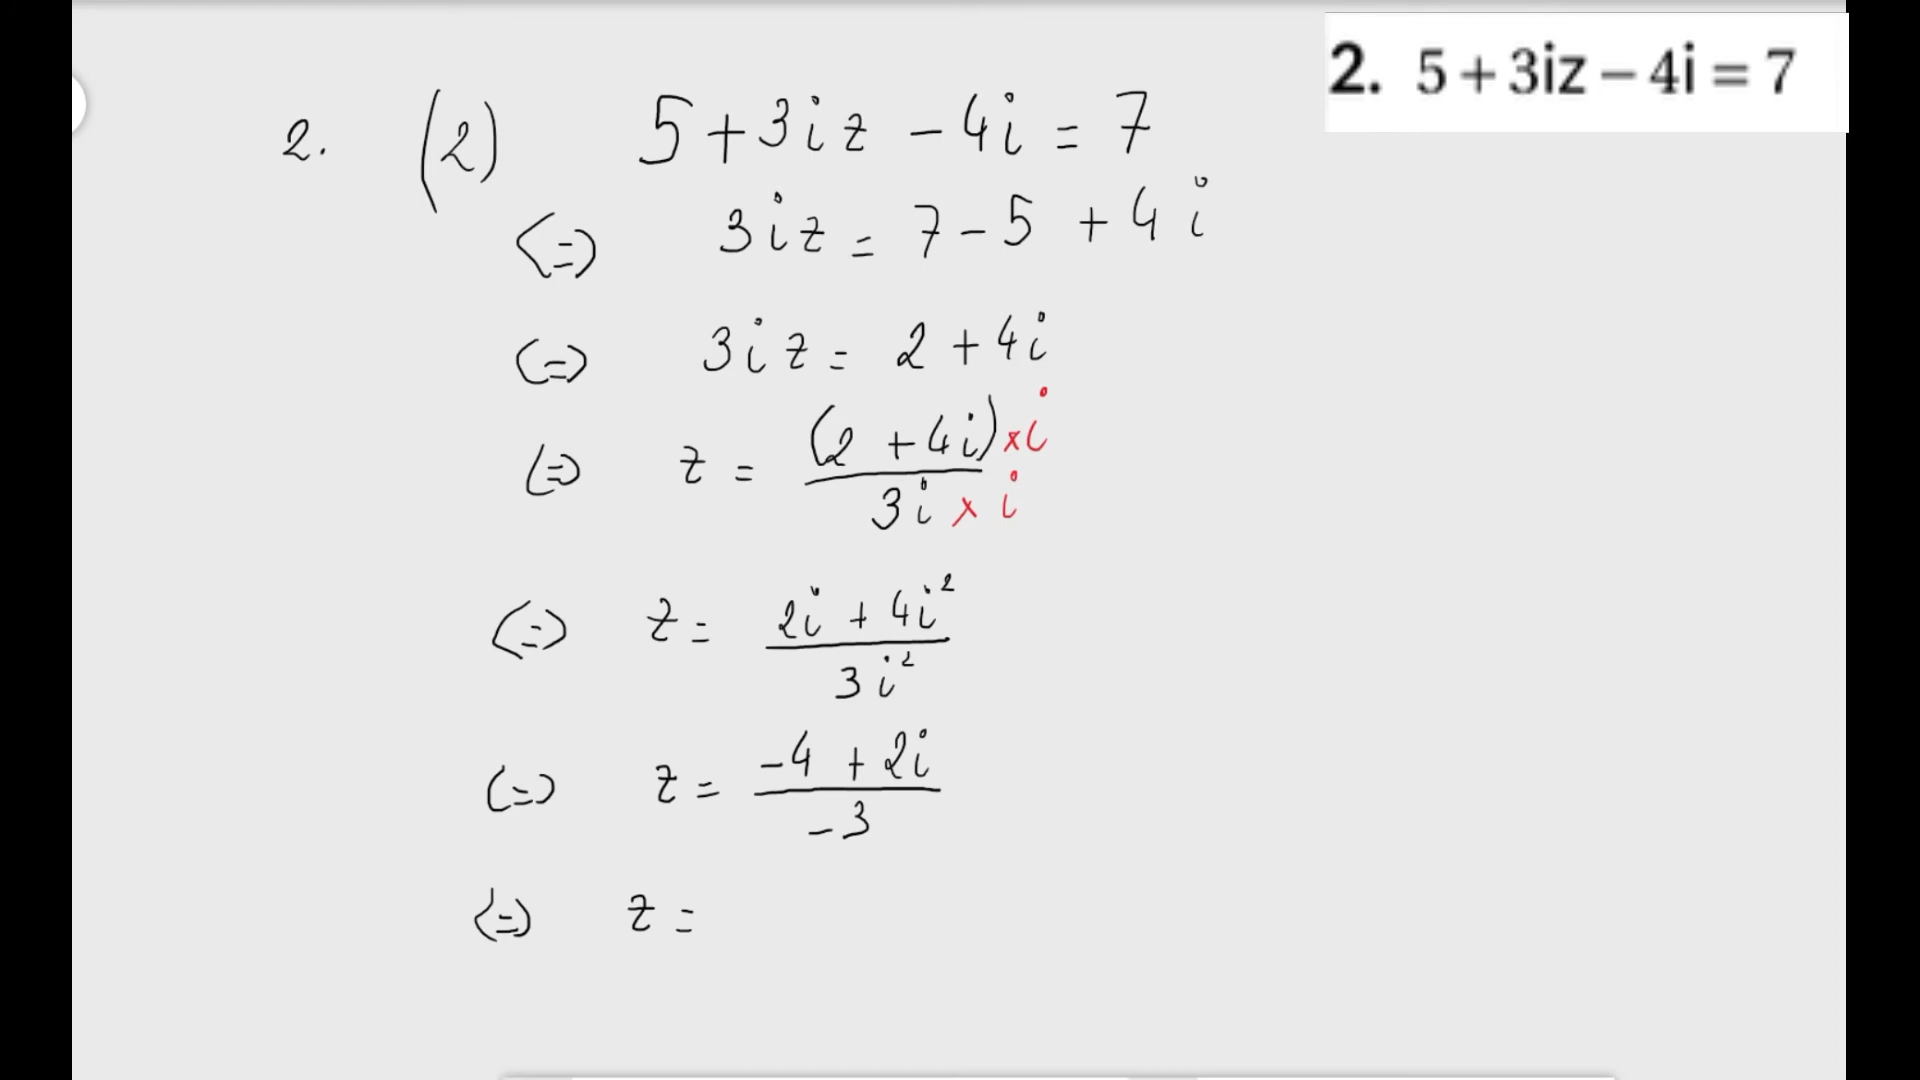 2. 5+3iz−4i=7
2. (2) 5+3iz −4i = 7
<=> 3iz = 7−5 +4i
(=) 3iz = 2+4i
(=) z = (2 +4i)×i / 3i × i
(=) z = 2i + 4i² / 3i²
(=) z = −4 + 2i / −3
(=) z =